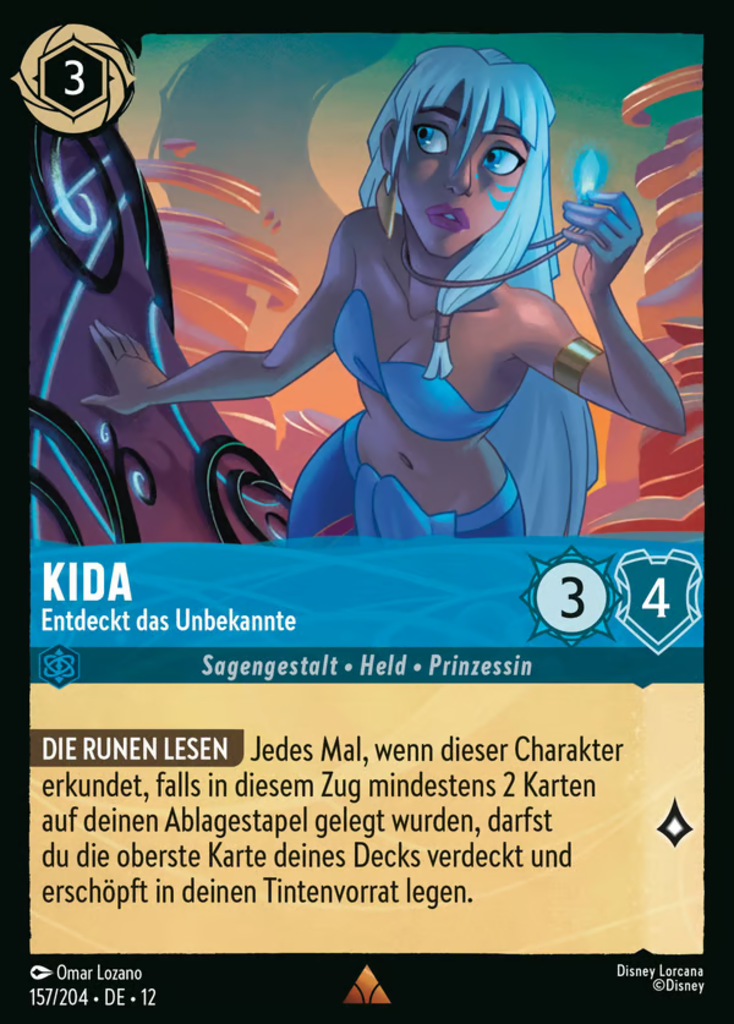 3
KIDA
Entdeckt das Unbekannte
3 4
Sagengestalt • Held • Prinzessin
DIE RUNEN LESEN Jedes Mal, wenn dieser Charakter
erkundet, falls in diesem Zug mindestens 2 Karten
auf deinen Ablagestapel gelegt wurden, darfst
du die oberste Karte deines Decks verdeckt und
erschöpft in deinen Tintenvorrat legen.
Omar Lozano
157/204 • DE • 12
Disney Lorcana
©Disney